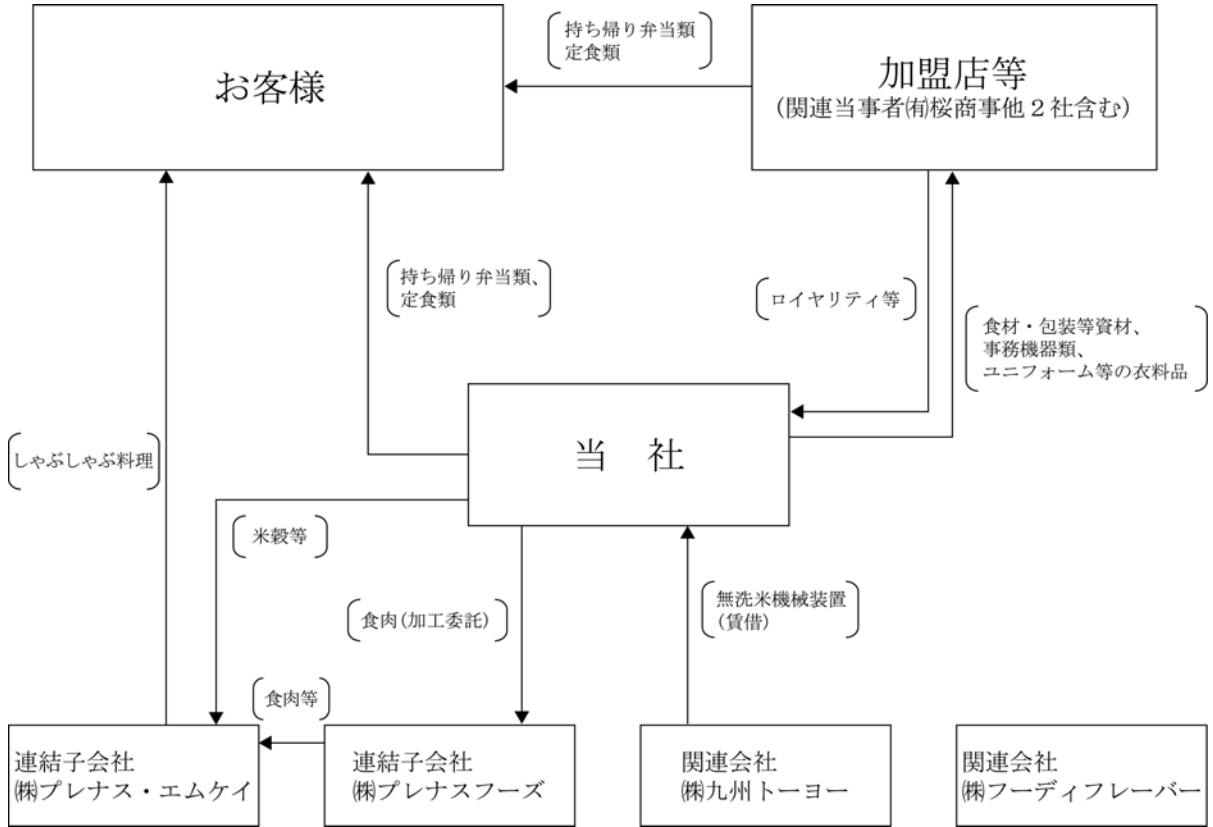 持ち帰り弁当類
定食類
お客様
加盟店等
（関連当事者㈲桜商事他２社含む）
持ち帰り弁当類、
定食類
ロイヤリティ等
食材・包装等資材、
事務機器類、
ユニフォーム等の衣料品
当　社
しゃぶしゃぶ料理
米穀等
食肉（加工委託）
無洗米機械装置
（賃借）
食肉等
連結子会社
㈱プレナス・エムケイ
連結子会社
㈱プレナスフーズ
関連会社
㈱九州トーヨー
関連会社
㈱フーディフレーバー